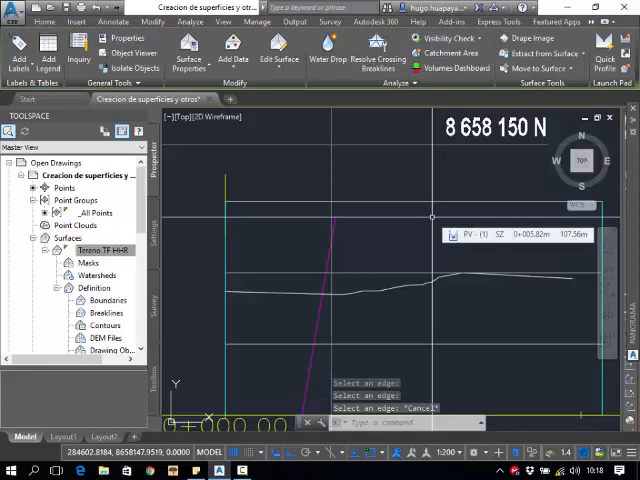 Creacion de superficies y otr...
Type a keyword or phrase
hugo.huapaya...
Home
Insert
Annotate
Modify
Analyze
View
Manage
Output
Autodesk 360
Help
Add-ins
Express Tools
Featured Apps
Add
Labels
Add
Legend
Inquiry
Properties
Object Viewer
Isolate Objects
Surface
Properties
Add Data
Edit Surface
Water Drop
Resolve Crossing
Breaklines
Visibility Check
Catchment Area
Volumes Dashboard
Drape Image
Extract from Surface
Move to Surface
Quick
Profile
Labels & Tables
General Tools
Modify
Analyze
Surface Tools
Launch Pad
Start
Creacion de superficies y otros*
TOOLSPACE
Master View
Open Drawings
Creacion de superficies y
Points
Point Groups
_All Points
Point Clouds
Surfaces
Tereno TF HHR
Masks
Watersheds
Definition
Boundaries
Breaklines
Contours
DEM Files
Drawing Ob
Prospector
Settings
Survey
Toolbox
[−][Top][2D Wireframe]
8 658 150 N
N
W
TOP
E
S
WCS
PV - (1) SZ 0+005.82m 107.56m
PANORAMA
Y
X
0+000.00
Select an edge:
Select an edge:
Select an edge: *Cancel*
Type a command
Model
Layout1
Layout2
284602.8184, 8658147.9519, 0.0000
MODEL
1:200
1.4
10:18